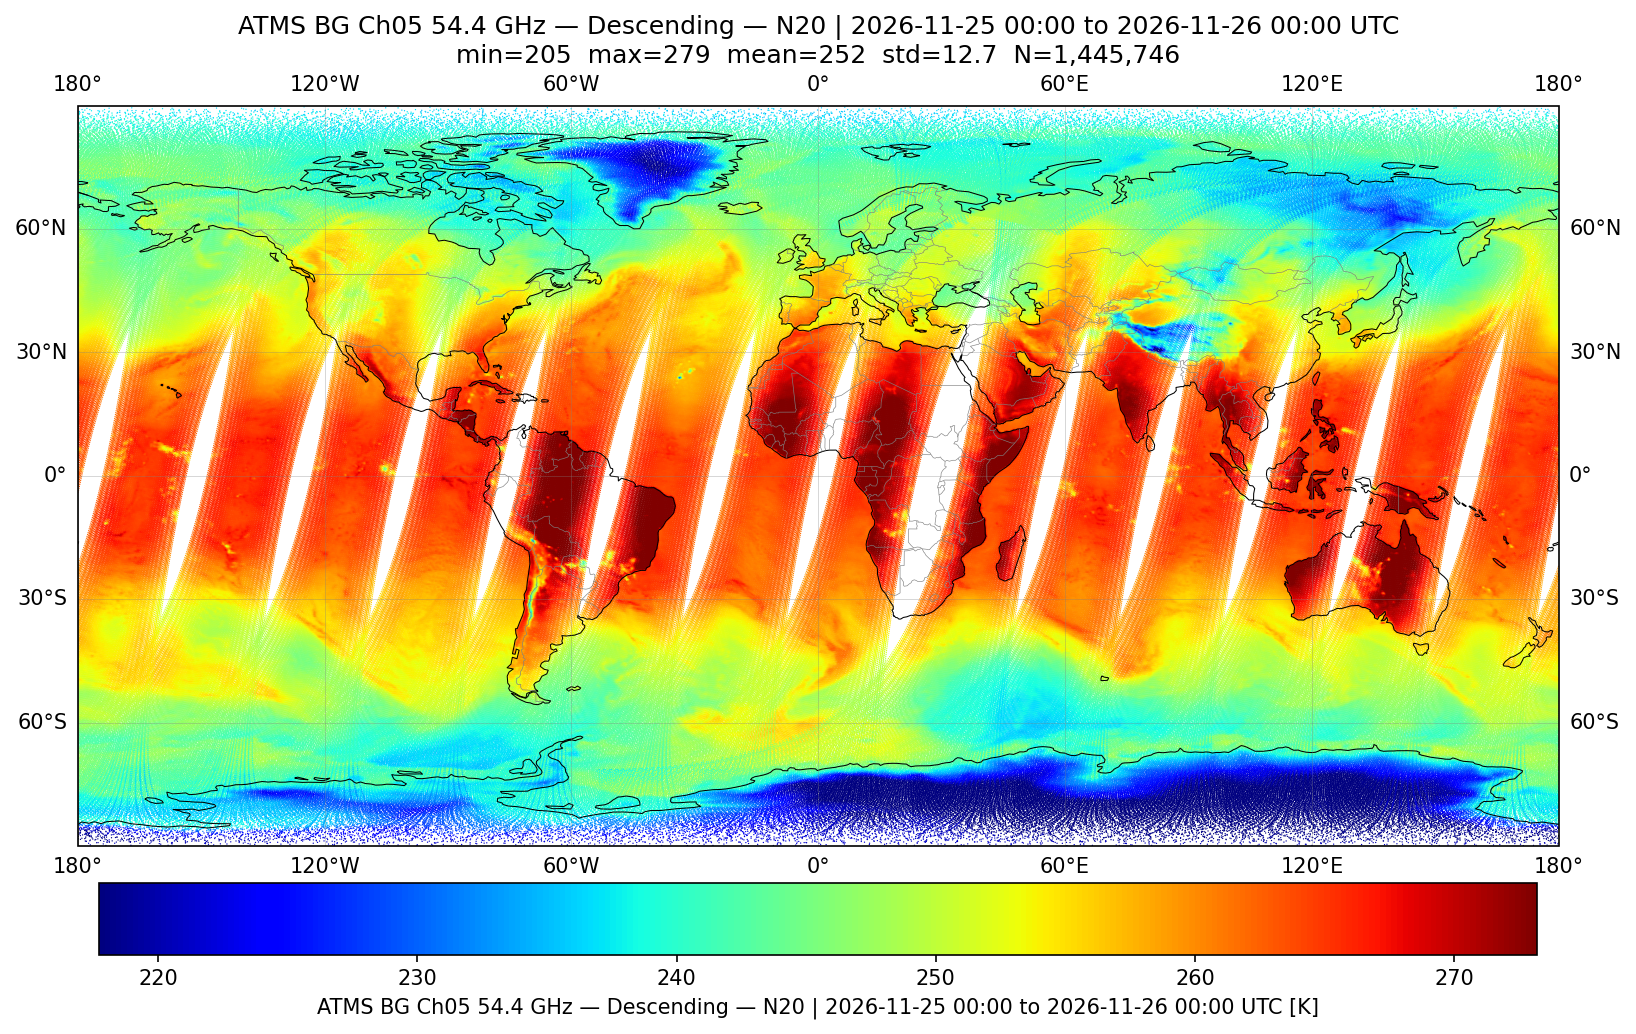 ATMS BG Ch05 54.4 GHz — Descending — N20 | 2026-11-25 00:00 to 2026-11-26 00:00 UTC
min=205  max=279  mean=252  std=12.7  N=1,445,746
180° 120°W 60°W 0° 60°E 120°E 180°
60°N 60°N
30°N 30°N
0° 0°
30°S 30°S
60°S 60°S
180° 120°W 60°W 0° 60°E 120°E 180°
220 230 240 250 260 270
ATMS BG Ch05 54.4 GHz — Descending — N20 | 2026-11-25 00:00 to 2026-11-26 00:00 UTC [K]